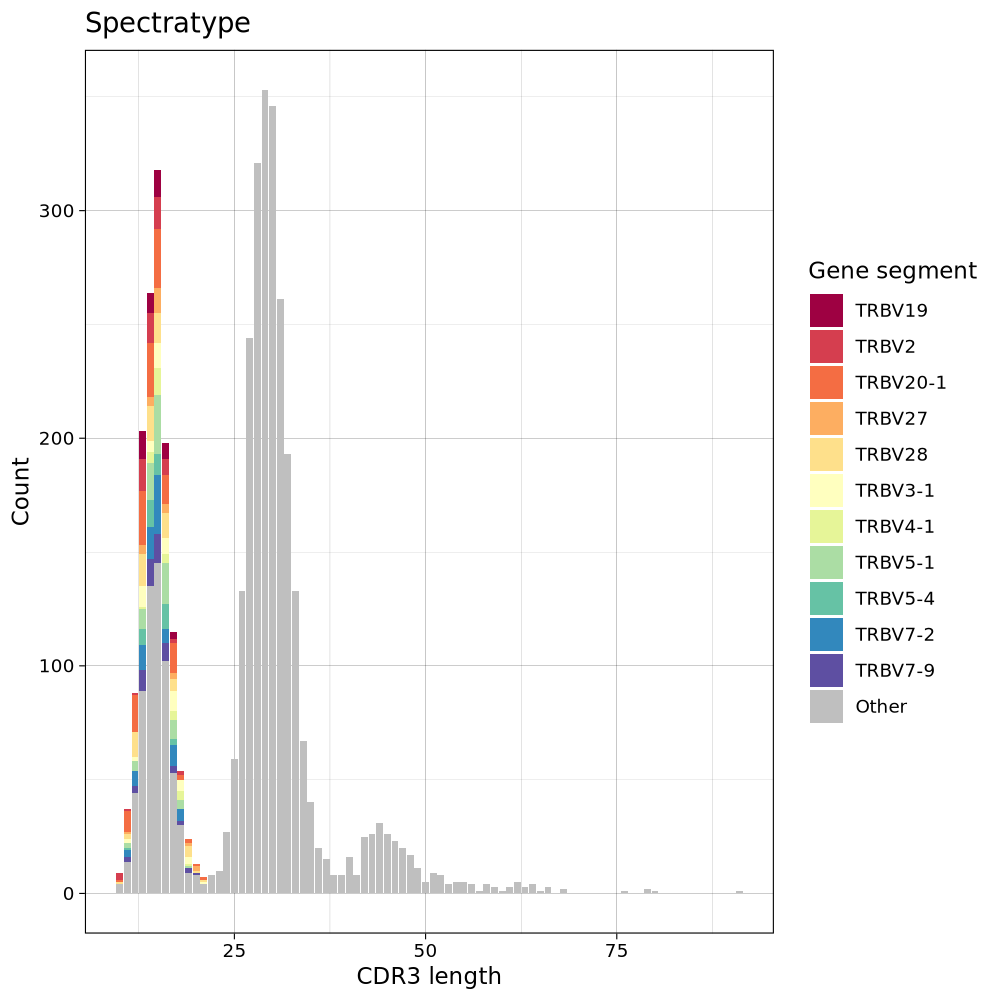 Spectratype
Count
300
200
100
0
25
50
75
CDR3 length
Gene segment
TRBV19
TRBV2
TRBV20-1
TRBV27
TRBV28
TRBV3-1
TRBV4-1
TRBV5-1
TRBV5-4
TRBV7-2
TRBV7-9
Other